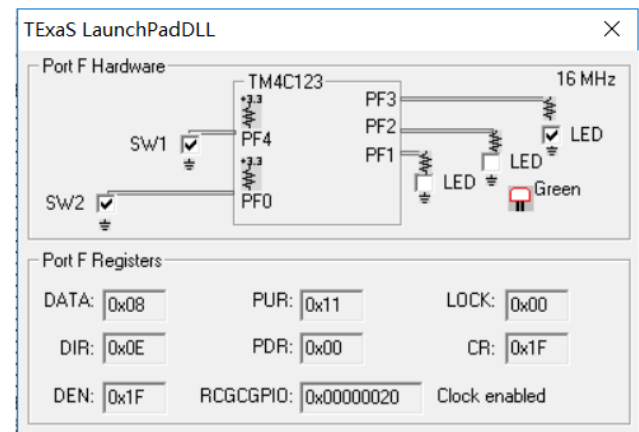 TExaS LaunchPadDLL
Port F Hardware
TM4C123
16 MHz
+3.3
PF3
SW1
PF4
PF2
LED
+3.3
PF1
LED
SW2
PF0
LED
Green
Port F Registers
DATA: 0x08 PUR: 0x11 LOCK: 0x00
DIR: 0x0E PDR: 0x00 CR: 0x1F
DEN: 0x1F RCGCGPIO: 0x00000020 Clock enabled